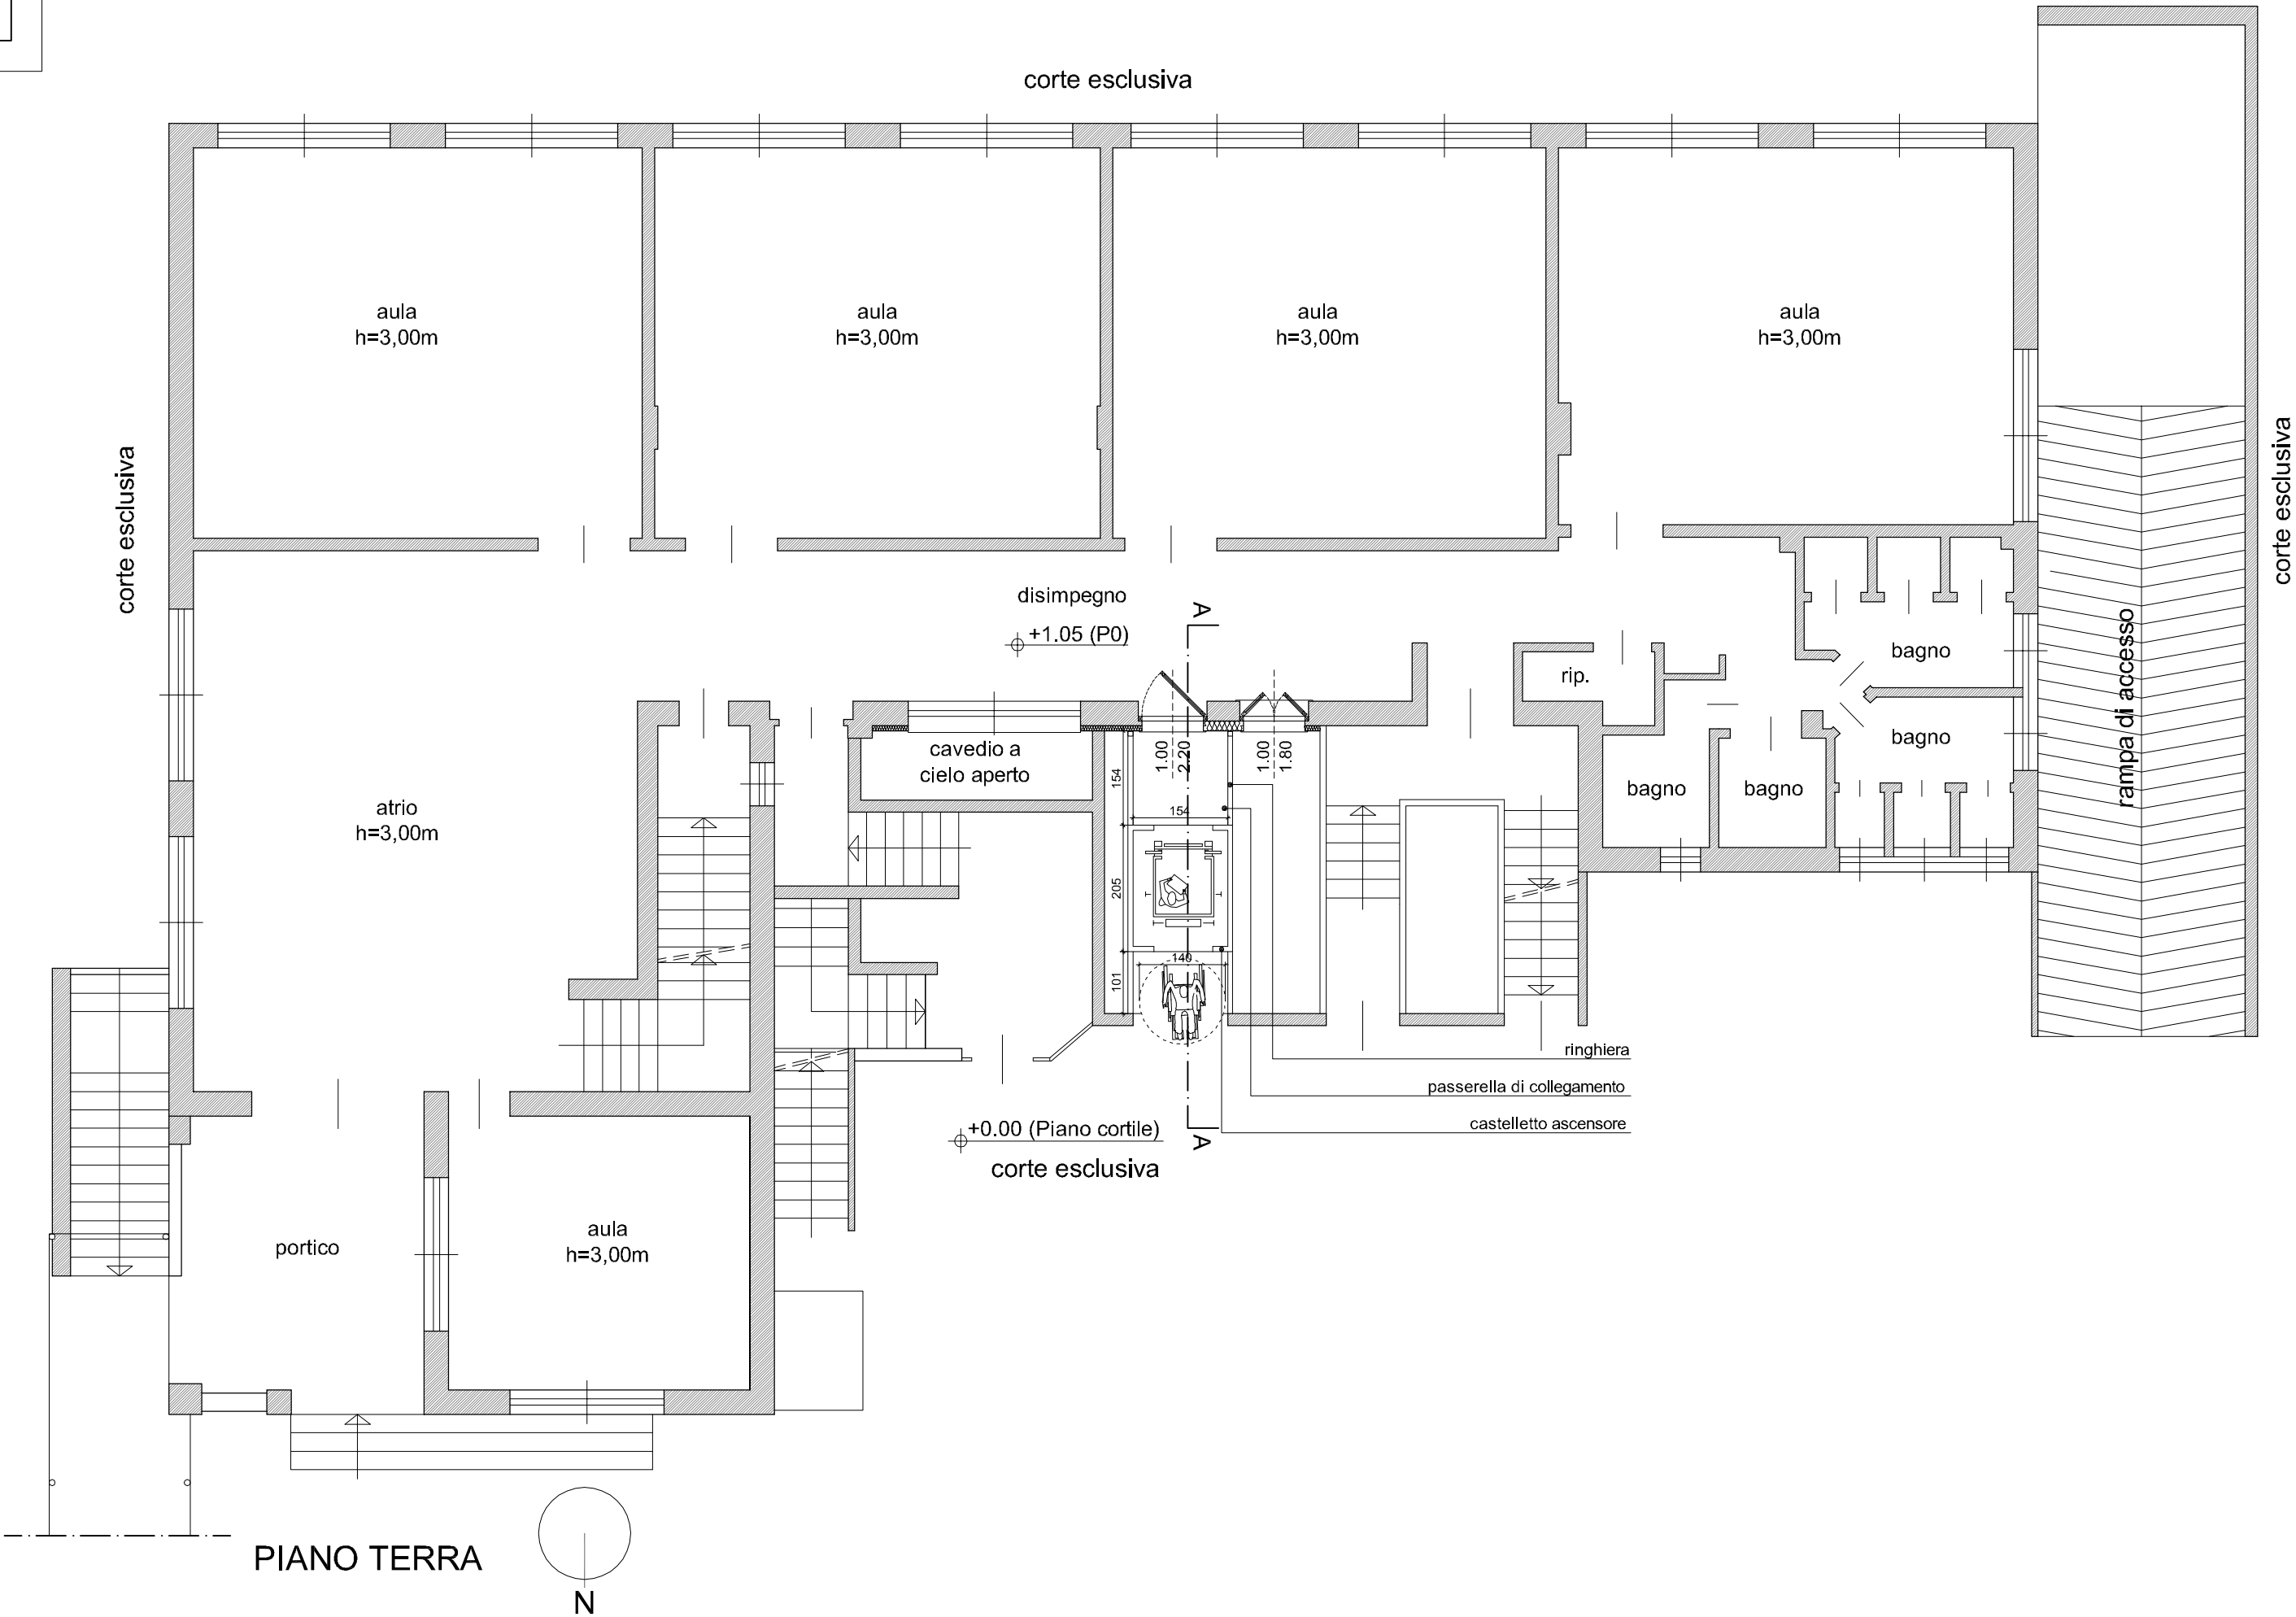 corte esclusiva
aula
h=3,00m
aula
h=3,00m
aula
h=3,00m
aula
h=3,00m
corte esclusiva
corte esclusiva
disimpegno
+1.05 (P0)
A
rampa di accesso
bagno
rip.
bagno
cavedio a
cielo aperto
1.00
2.20
1.00
1.80
154
154
bagno
bagno
atrio
h=3,00m
205
140
101
ringhiera
passerella di collegamento
castelletto ascensore
+0.00 (Piano cortile)
A
corte esclusiva
portico
aula
h=3,00m
PIANO TERRA
N